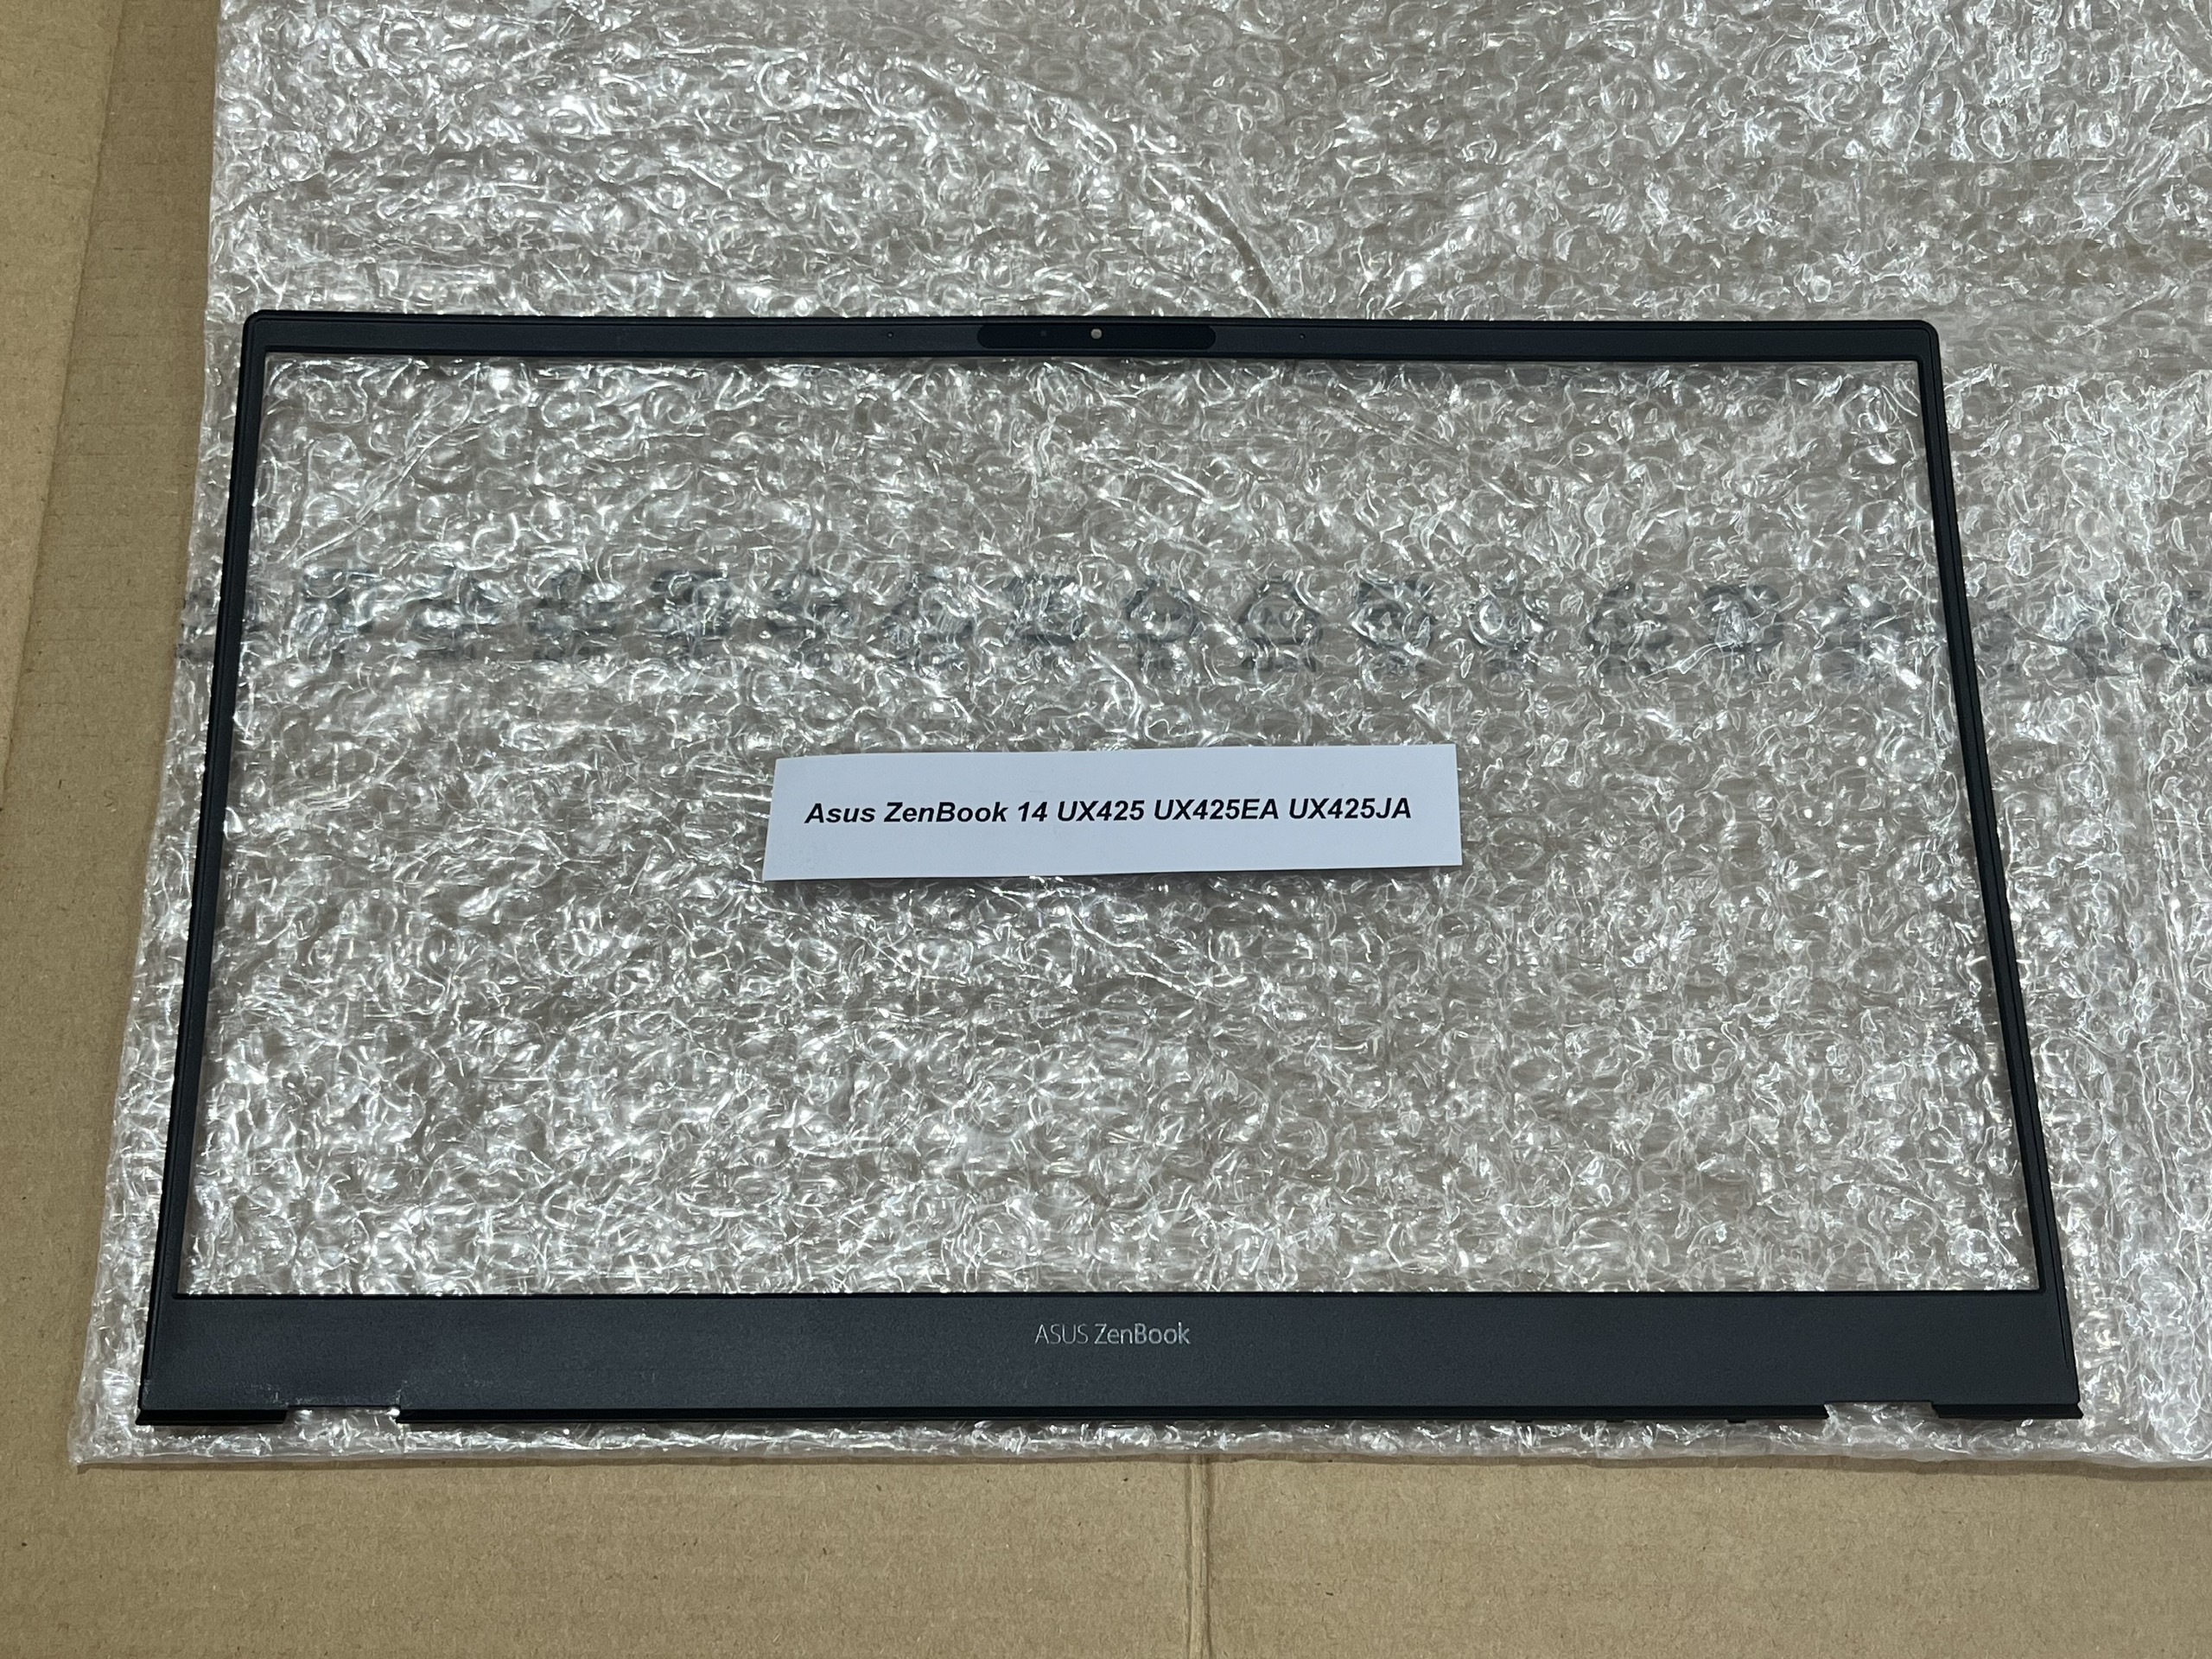 Asus ZenBook 14 UX425 UX425EA UX425JA
ASUS ZenBook